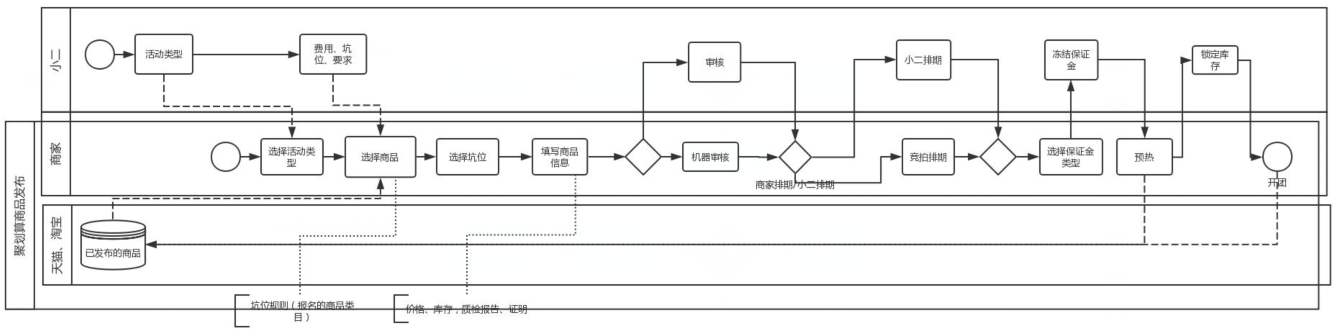 小二
活动类型
费用、坑
位、要求
审核
小二排期
冻结保证
金
锁定库
存
聚划算商品发布
商家
选择活动类
型
选择商品
选择坑位
填写商品
信息
机器审核
商家排期/小二排期
竞拍排期
选择保证金
类型
预热
开团
天猫、淘宝
已发布的商品
坑位规则（报名的商品类
目）
价格、库存，质检报告、证明